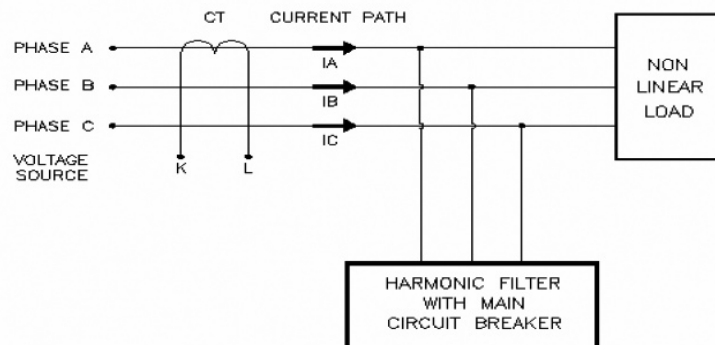 CT CURRENT PATH
PHASE A
IA
PHASE B
IB
PHASE C
IC
VOLTAGE
SOURCE
K L
NON
LINEAR
LOAD
HARMONIC FILTER
WITH MAIN
CIRCUIT BREAKER